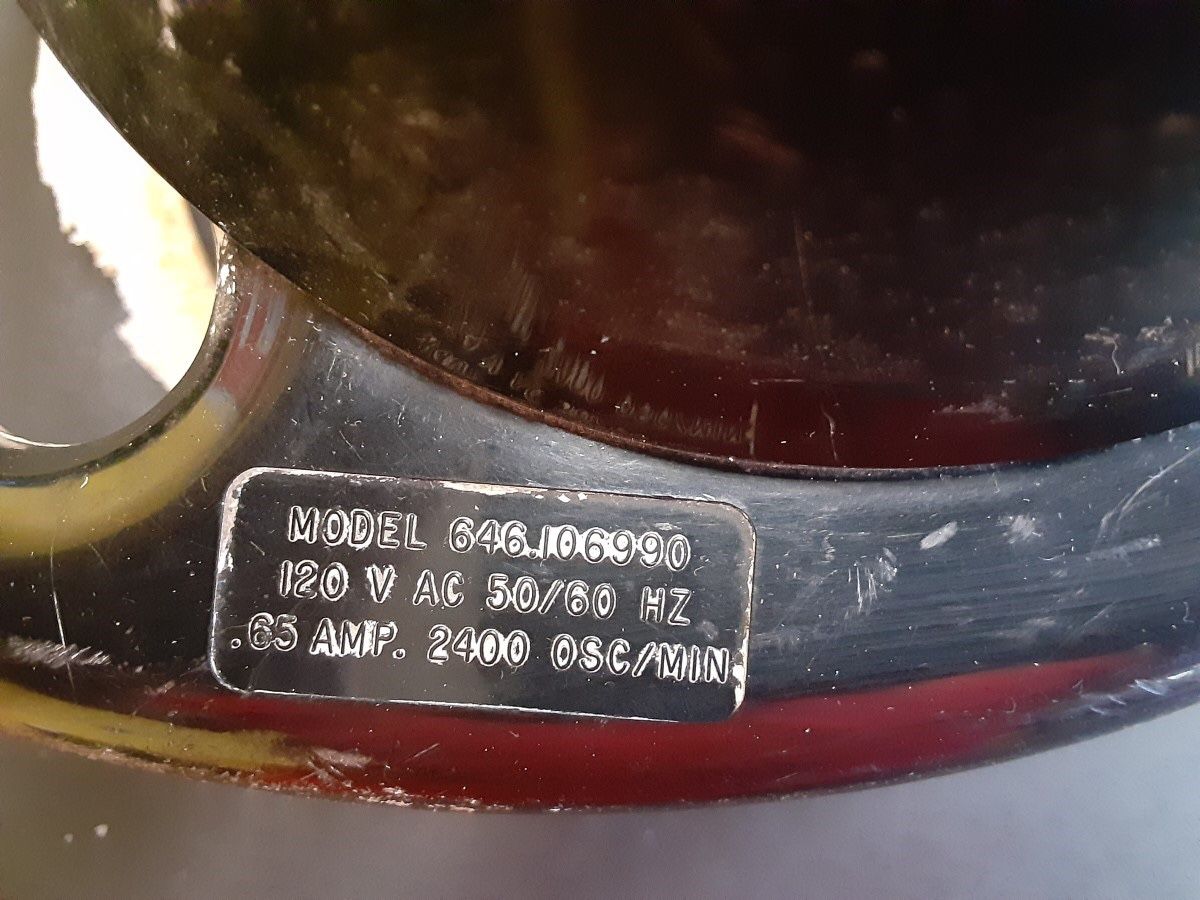 MODEL 646.106990
120 V AC 50/60 HZ
.65 AMP. 2400 OSC/MIN